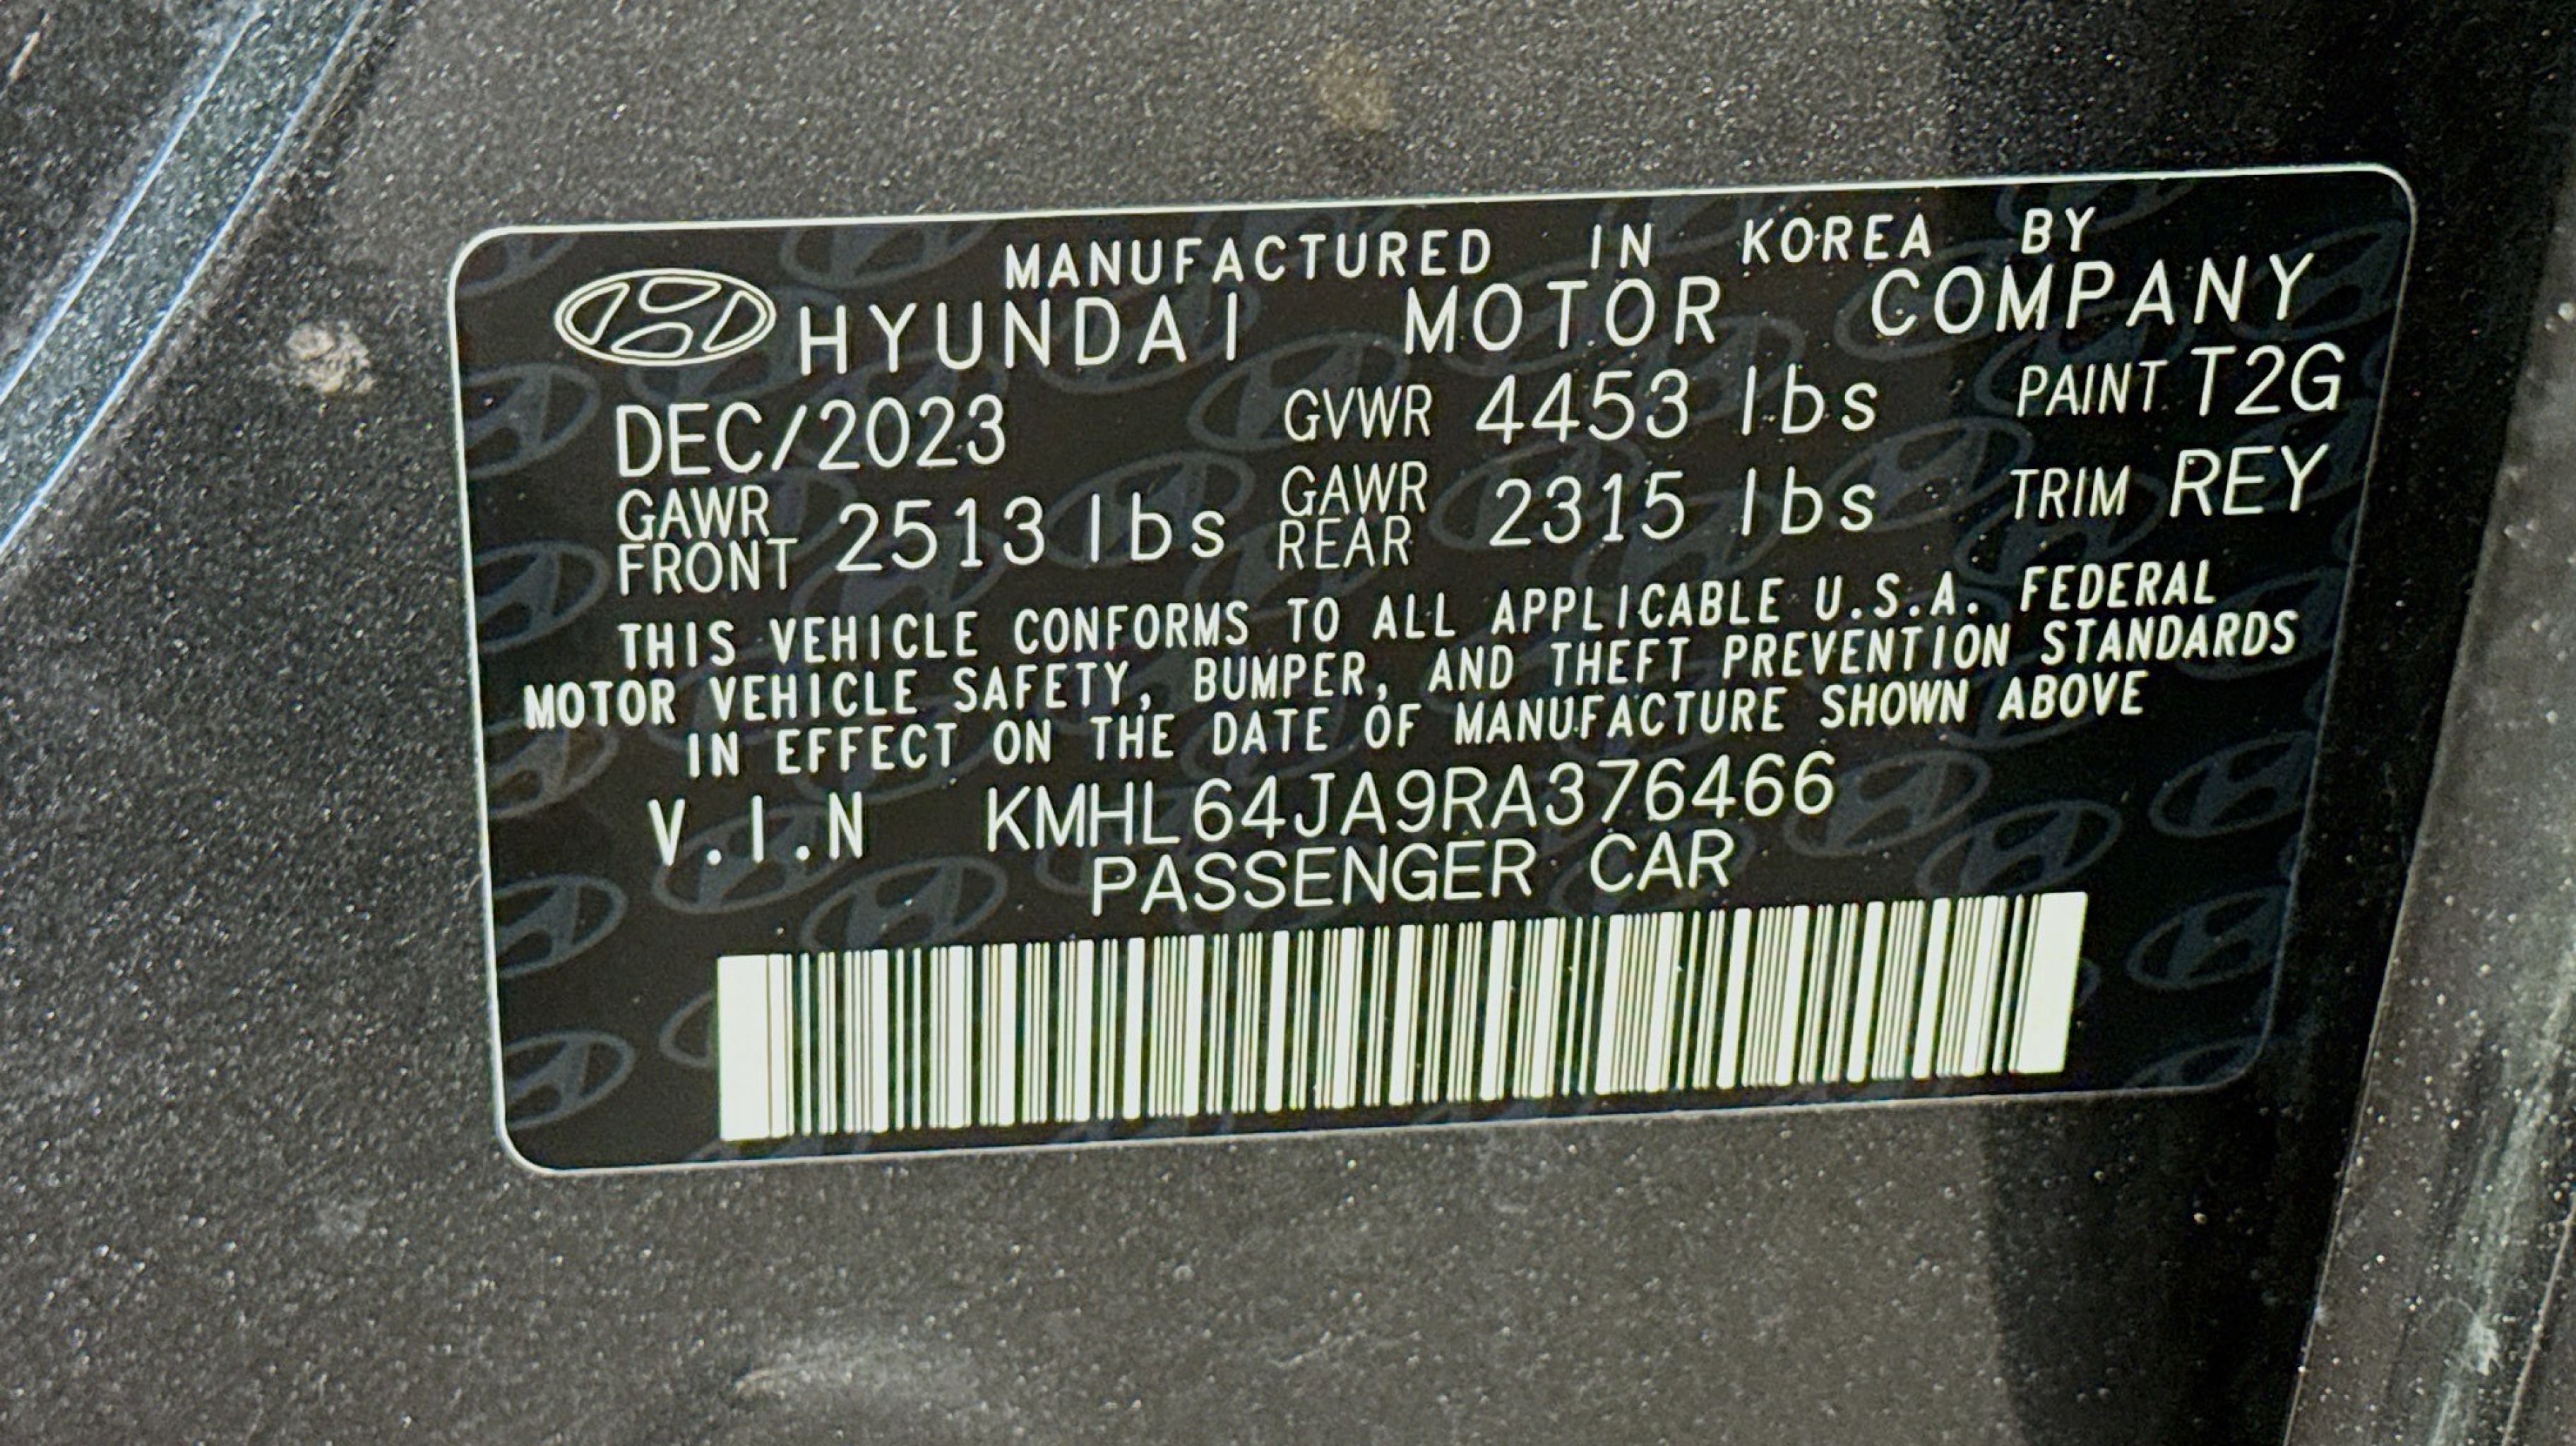 MANUFACTURED IN KOREA BY
HYUNDAI MOTOR COMPANY
DEC/2023 GVWR 4453 lbs PAINT T2G
GAWR FRONT 2513 lbs GAWR REAR 2315 lbs TRIM REY
THIS VEHICLE CONFORMS TO ALL APPLICABLE U.S.A. FEDERAL
MOTOR VEHICLE SAFETY, BUMPER, AND THEFT PREVENTION STANDARDS
IN EFFECT ON THE DATE OF MANUFACTURE SHOWN ABOVE
V.I.N KMHL64JA9RA376466
PASSENGER CAR